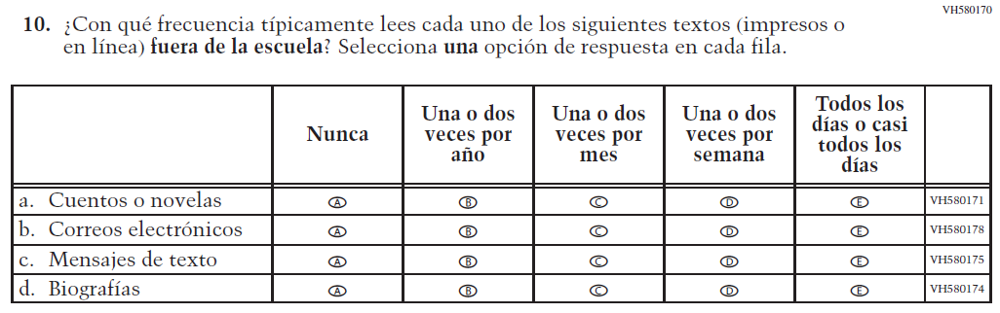 VH580170
10. ¿Con qué frecuencia típicamente lees cada uno de los siguientes textos (impresos o
en línea) fuera de la escuela? Selecciona una opción de respuesta en cada fila.
Nunca
Una o dos
veces por
año
Una o dos
veces por
mes
Una o dos
veces por
semana
Todos los
días o casi
todos los
días
a. Cuentos o novelas A B C D E VH580171
b. Correos electrónicos A B C D E VH580178
c. Mensajes de texto A B C D E VH580175
d. Biografías A B C D E VH580174